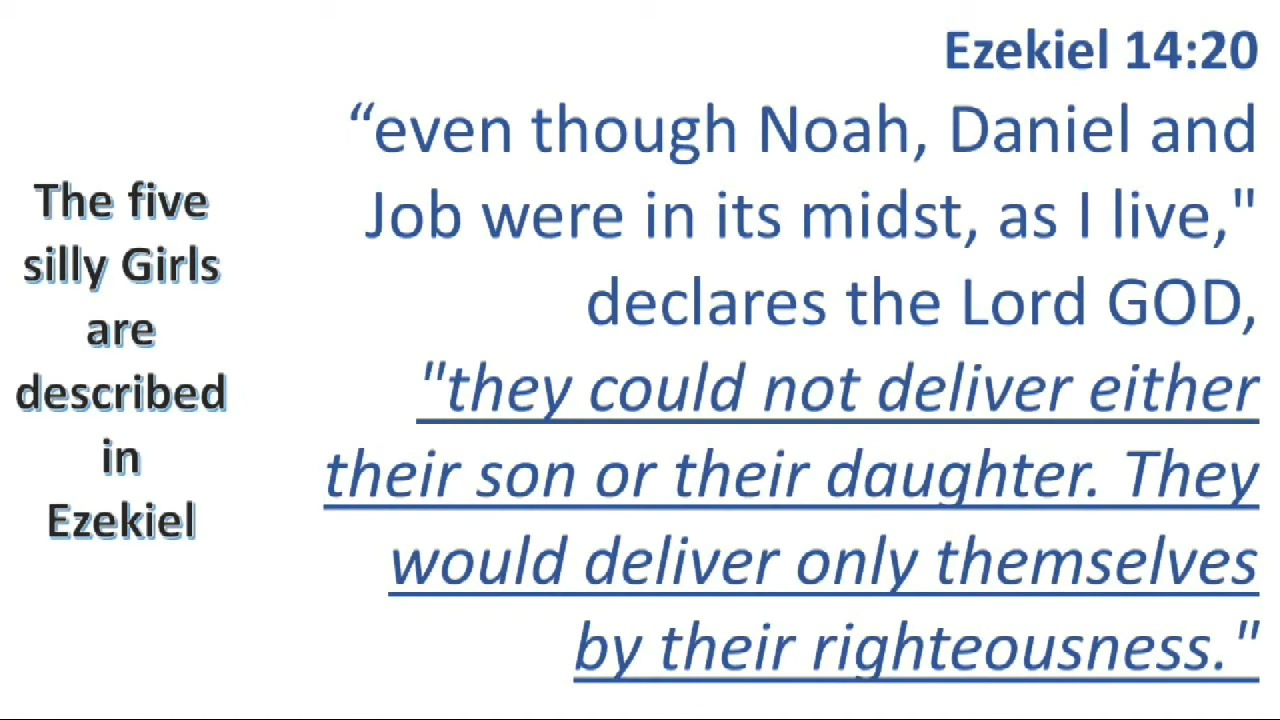 The five
silly Girls
are
described
in
Ezekiel
Ezekiel 14:20
“even though Noah, Daniel and
Job were in its midst, as I live,"
declares the Lord GOD,
"they could not deliver either
their son or their daughter. They
would deliver only themselves
by their righteousness."